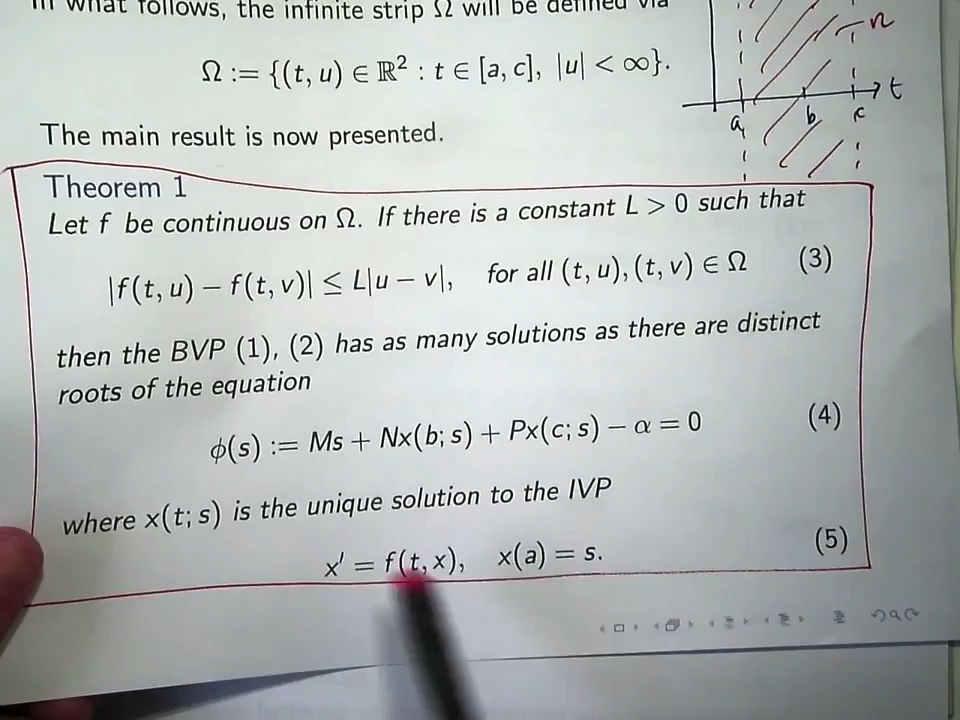 In what follows, the infinite strip Ω will be defined via
Ω := {(t, u) ∈ ℝ² : t ∈ [a, c], |u| < ∞}.
Ω
t
a
b
c
The main result is now presented.
Theorem 1
Let f be continuous on Ω. If there is a constant L > 0 such that
|f(t, u) − f(t, v)| ≤ L|u − v|, for all (t, u), (t, v) ∈ Ω (3)
then the BVP (1), (2) has as many solutions as there are distinct
roots of the equation
ϕ(s) := Ms + Nx(b; s) + Px(c; s) − α = 0 (4)
where x(t; s) is the unique solution to the IVP
x′ = f(t, x), x(a) = s. (5)